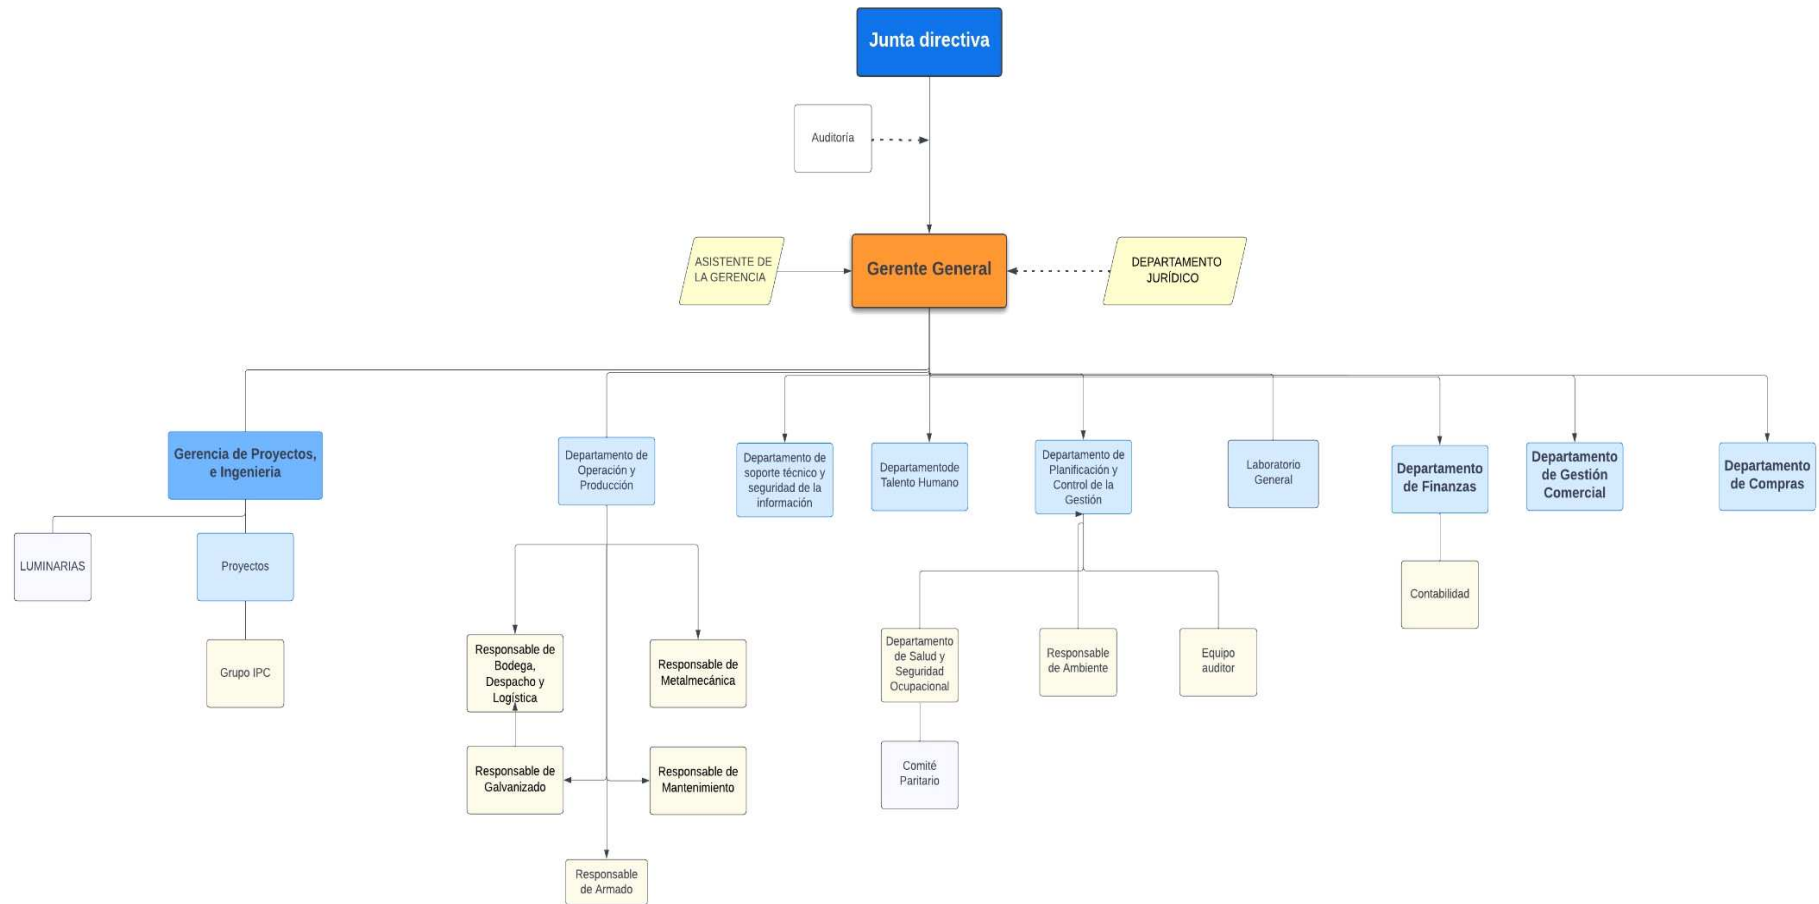 Junta directiva
Auditoría
ASISTENTE DE
LA GERENCIA
Gerente General
DEPARTAMENTO
JURÍDICO
Gerencia de Proyectos,
e Ingenieria
Departamento de
Operación y
Producción
Departamento de
soporte técnico y
seguridad de la
información
Departamentode
Talento Humano
Departamento de
Planificación y
Control de la
Gestión
Laboratorio
General
Departamento
de Finanzas
Departamento
de Gestión
Comercial
Departamento
de Compras
LUMINARIAS
Proyectos
Contabilidad
Grupo IPC
Responsable de
Bodega,
Despacho y
Logística
Responsable de
Metalmecánica
Departamento
de Salud y
Seguridad
Ocupacional
Responsable
de Ambiente
Equipo
auditor
Responsable de
Galvanizado
Responsable de
Mantenimiento
Comité
Paritario
Responsable
de Armado